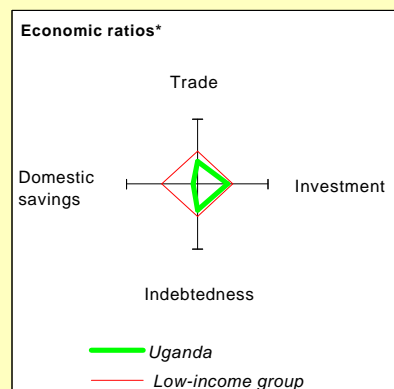 Economic ratios*
Trade
Domestic
savings
Investment
Indebtedness
Uganda
Low-income group